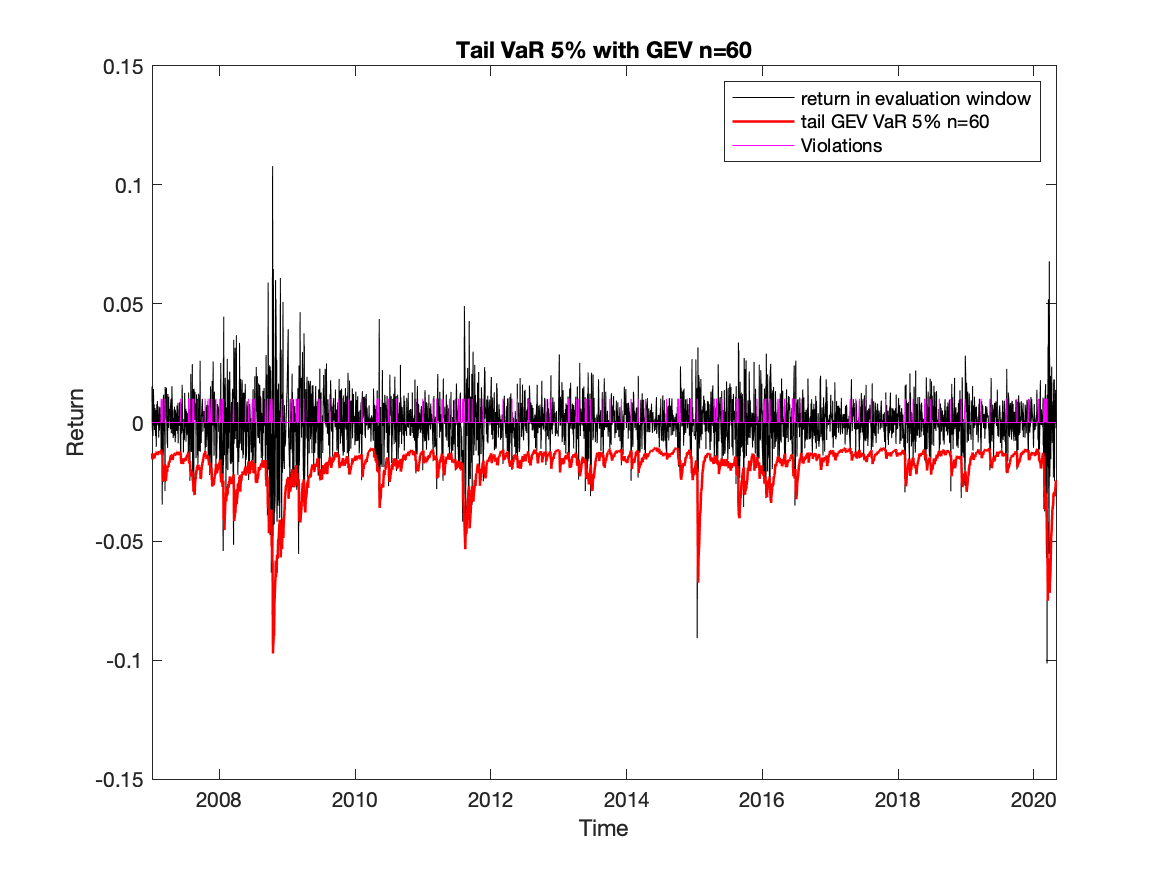 Tail VaR 5% with GEV n=60
0.15
0.1
0.05
0
-0.05
-0.1
-0.15
Return
return in evaluation window
tail GEV VaR 5% n=60
Violations
2008 2010 2012 2014 2016 2018 2020
Time